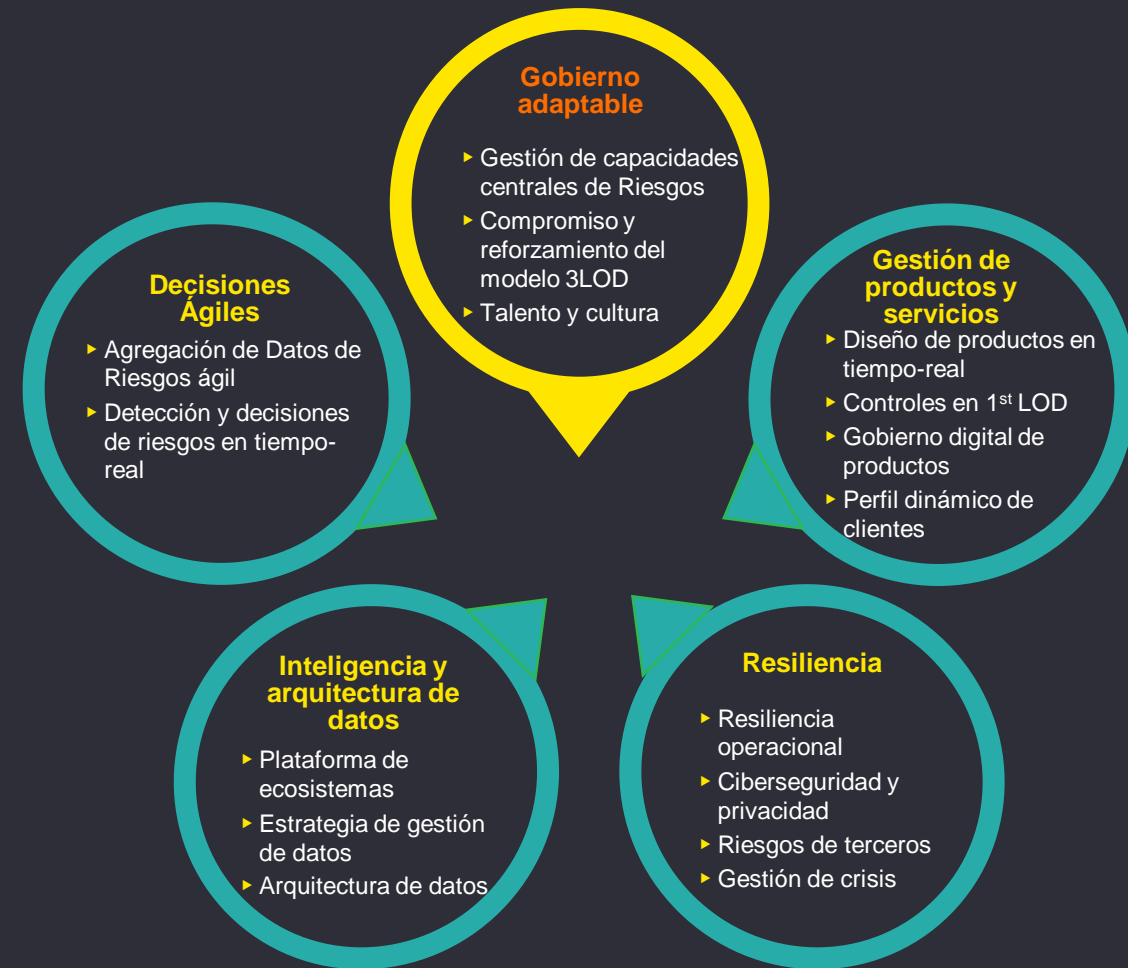 Gobierno
adaptable
▸ Gestión de capacidades
centrales de Riesgos
▸ Compromiso y
reforzamiento del
modelo 3LOD
▸ Talento y cultura
Decisiones
Ágiles
▸ Agregación de Datos de
Riesgos ágil
▸ Detección y decisiones
de riesgos en tiempo-
real
Gestión de
productos y
servicios
▸ Diseño de productos en
tiempo-real
▸ Controles en 1st LOD
▸ Gobierno digital de
productos
▸ Perfil dinámico de
clientes
Inteligencia y
arquitectura de
datos
▸ Plataforma de
ecosistemas
▸ Estrategia de gestión
de datos
▸ Arquitectura de datos
Resiliencia
▸ Resiliencia
operacional
▸ Ciberseguridad y
privacidad
▸ Riesgos de terceros
▸ Gestión de crisis